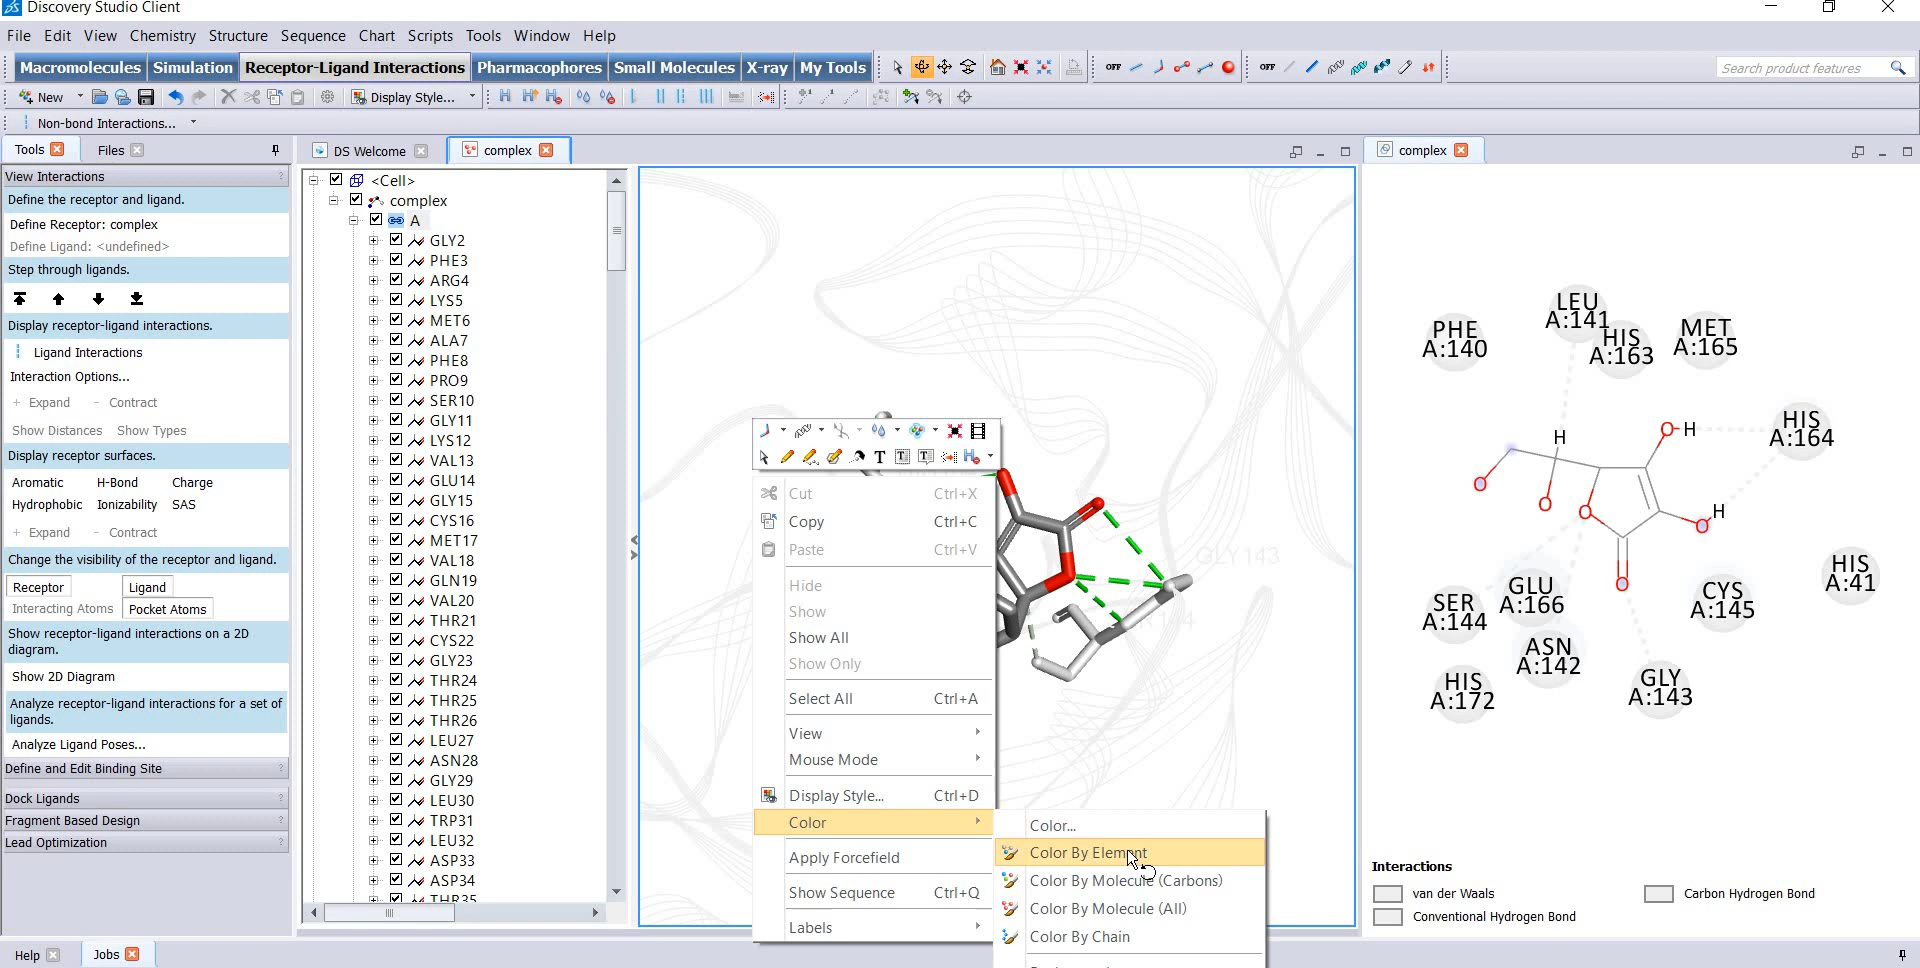 Discovery Studio Client
File Edit View Chemistry Structure Sequence Chart Scripts Tools Window Help
Macromolecules Simulation Receptor-Ligand Interactions Pharmacophores Small Molecules X-ray My Tools OFF OFF Search product features
New Display Style...
Non-bond Interactions...
Tools Files
View Interactions ?
Define the receptor and ligand.
Define Receptor: complex
Define Ligand: <undefined>
Step through ligands.
Display receptor-ligand interactions.
Ligand Interactions
Interaction Options...
+ Expand - Contract
Show Distances Show Types
Display receptor surfaces.
Aromatic H-Bond Charge
Hydrophobic Ionizability SAS
+ Expand - Contract
Change the visibility of the receptor and ligand.
Receptor Ligand
Interacting Atoms Pocket Atoms
Show receptor-ligand interactions on a 2D
diagram.
Show 2D Diagram
Analyze receptor-ligand interactions for a set of
ligands.
Analyze Ligand Poses...
Define and Edit Binding Site ?
Dock Ligands ?
Fragment Based Design ?
Lead Optimization ?
DS Welcome complex
<Cell>
complex
A
GLY2
PHE3
ARG4
LYS5
MET6
ALA7
PHE8
PRO9
SER10
GLY11
LYS12
VAL13
GLU14
GLY15
CYS16
MET17
VAL18
GLN19
VAL20
THR21
CYS22
GLY23
THR24
THR25
THR26
LEU27
ASN28
GLY29
LEU30
TRP31
LEU32
ASP33
ASP34
THR35
T
Cut Ctrl+X
Copy Ctrl+C
Paste Ctrl+V
Hide
Show
Show All
Show Only
Select All Ctrl+A
View
Mouse Mode
Display Style... Ctrl+D
Color
Apply Forcefield
Show Sequence Ctrl+Q
Labels
Color...
Color By Element
Color By Molecule (Carbons)
Color By Molecule (All)
Color By Chain
GLY143
complex
PHE
A:140
LEU
A:141
HIS
A:163
MET
A:165
HIS
A:164
H
O
O-H
O
O
H
O
O
SER
A:144
GLU
A:166
ASN
A:142
HIS
A:172
GLY
A:143
CYS
A:145
HIS
A:41
Interactions
van der Waals
Conventional Hydrogen Bond
Carbon Hydrogen Bond
Help Jobs